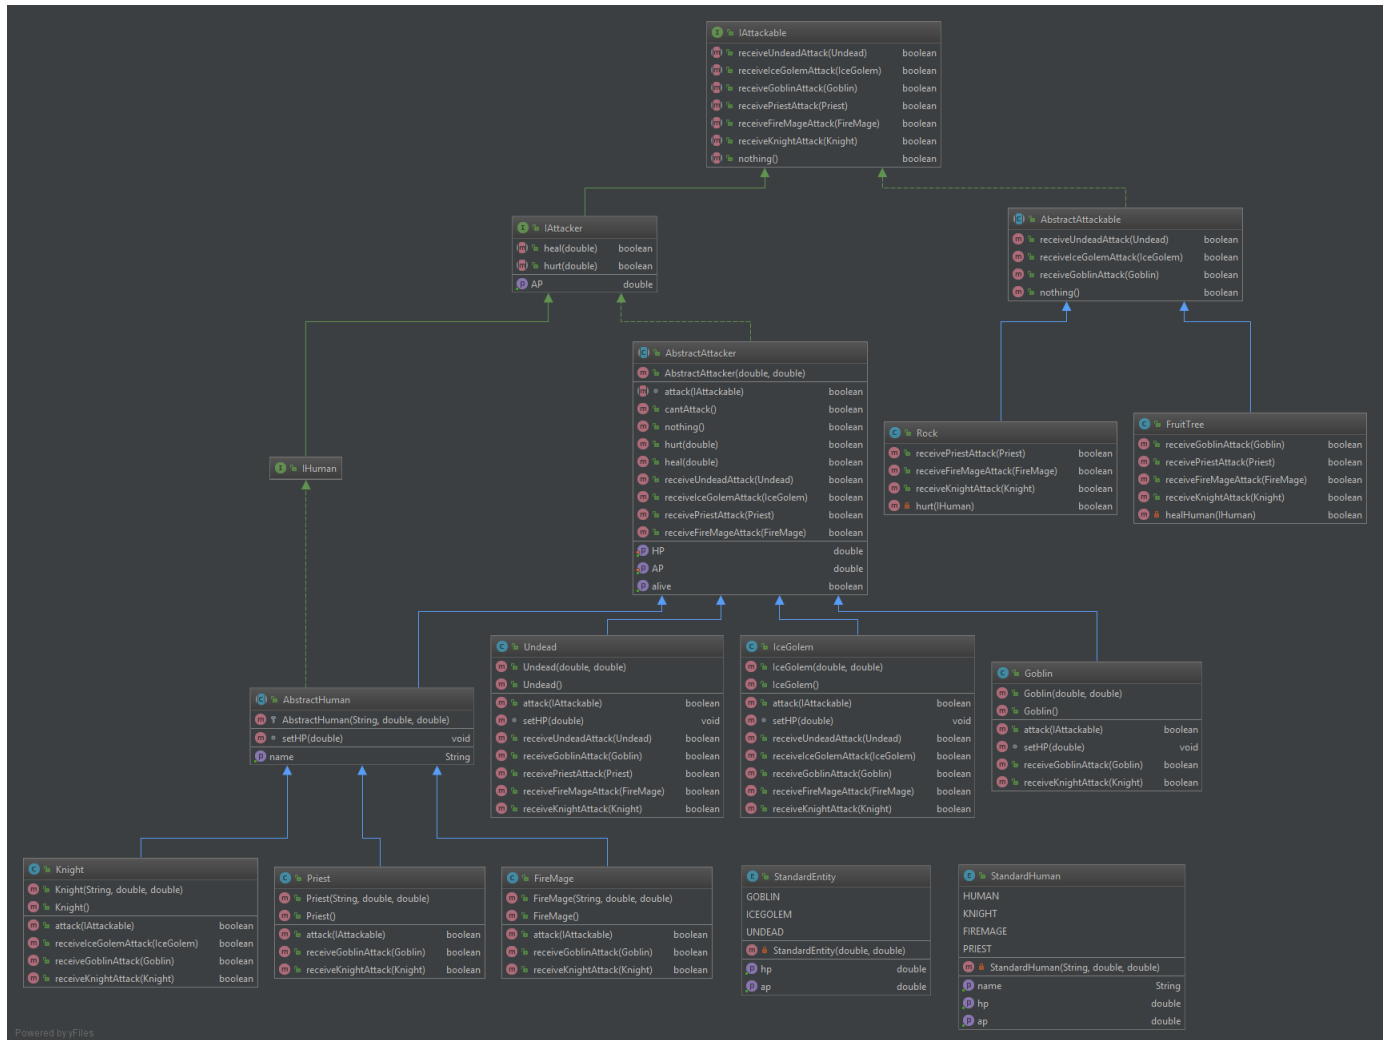 IAttackable
receiveUndeadAttack(Undead) boolean
receiveIceGolemAttack(IceGolem) boolean
receiveGoblinAttack(Goblin) boolean
receivePriestAttack(Priest) boolean
receiveFireMageAttack(FireMage) boolean
receiveKnightAttack(Knight) boolean
nothing() boolean
IAttacker
heal(double) boolean
hurt(double) boolean
AP double
AbstractAttackable
receiveUndeadAttack(Undead) boolean
receiveIceGolemAttack(IceGolem) boolean
receiveGoblinAttack(Goblin) boolean
nothing() boolean
AbstractAttacker
AbstractAttacker(double, double)
attack(IAttackable) boolean
cantAttack() boolean
nothing() boolean
hurt(double) boolean
heal(double) boolean
receiveUndeadAttack(Undead) boolean
receiveIceGolemAttack(IceGolem) boolean
receivePriestAttack(Priest) boolean
receiveFireMageAttack(FireMage) boolean
HP double
AP double
alive boolean
Rock
receivePriestAttack(Priest) boolean
receiveFireMageAttack(FireMage) boolean
receiveKnightAttack(Knight) boolean
hurt(IHuman) boolean
FruitTree
receiveGoblinAttack(Goblin) boolean
receivePriestAttack(Priest) boolean
receiveFireMageAttack(FireMage) boolean
receiveKnightAttack(Knight) boolean
healHuman(IHuman) boolean
IHuman
AbstractHuman
AbstractHuman(String, double, double)
setHP(double) void
name String
Undead
Undead(double, double)
Undead()
attack(IAttackable) boolean
setHP(double) void
receiveUndeadAttack(Undead) boolean
receiveGoblinAttack(Goblin) boolean
receivePriestAttack(Priest) boolean
receiveFireMageAttack(FireMage) boolean
receiveKnightAttack(Knight) boolean
IceGolem
IceGolem(double, double)
IceGolem()
attack(IAttackable) boolean
setHP(double) void
receiveUndeadAttack(Undead) boolean
receiveIceGolemAttack(IceGolem) boolean
receiveGoblinAttack(Goblin) boolean
receiveFireMageAttack(FireMage) boolean
receiveKnightAttack(Knight) boolean
Goblin
Goblin(double, double)
Goblin()
attack(IAttackable) boolean
setHP(double) void
receiveGoblinAttack(Goblin) boolean
receiveKnightAttack(Knight) boolean
Knight
Knight(String, double, double)
Knight()
attack(IAttackable) boolean
receiveIceGolemAttack(IceGolem) boolean
receiveGoblinAttack(Goblin) boolean
receiveKnightAttack(Knight) boolean
Priest
Priest(String, double, double)
Priest()
attack(IAttackable) boolean
receiveGoblinAttack(Goblin) boolean
receiveKnightAttack(Knight) boolean
FireMage
FireMage(String, double, double)
FireMage()
attack(IAttackable) boolean
receiveGoblinAttack(Goblin) boolean
receiveKnightAttack(Knight) boolean
StandardEntity
GOBLIN
ICEGOLEM
UNDEAD
StandardEntity(double, double)
hp double
ap double
StandardHuman
HUMAN
KNIGHT
FIREMAGE
PRIEST
StandardHuman(String, double, double)
name String
hp double
ap double
Powered by yFiles